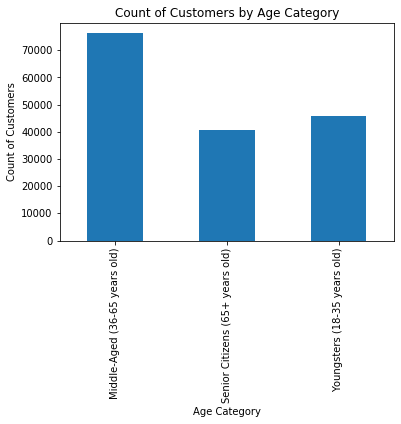 Count of Customers by Age Category
Count of Customers
70000
60000
50000
40000
30000
20000
10000
0
Middle-Aged (36-65 years old)
Senior Citizens (65+ years old)
Youngsters (18-35 years old)
Age Category